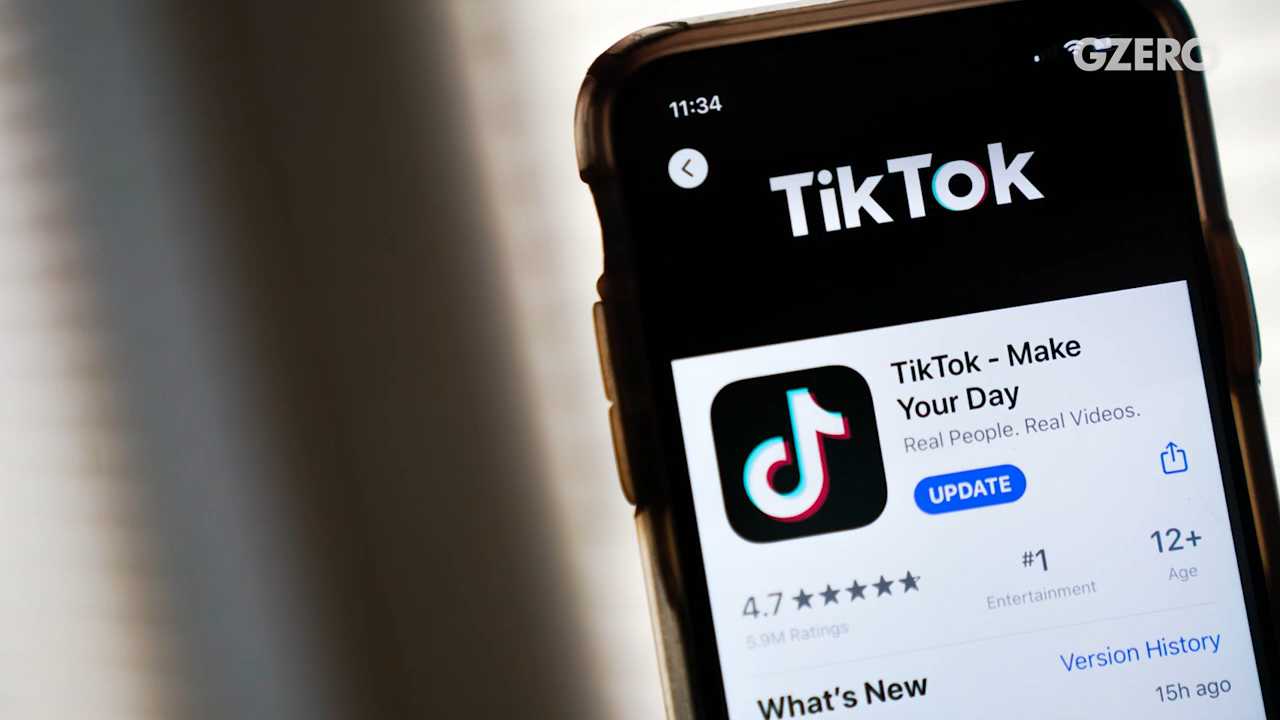 GZERO
11:34
TikTok
TikTok - Make
Your Day
Real People. Real Videos.
UPDATE
4.7 ★★★★★
#1
12+
5.9M Ratings
Entertainment
Age
What's New
Version History
15h ago